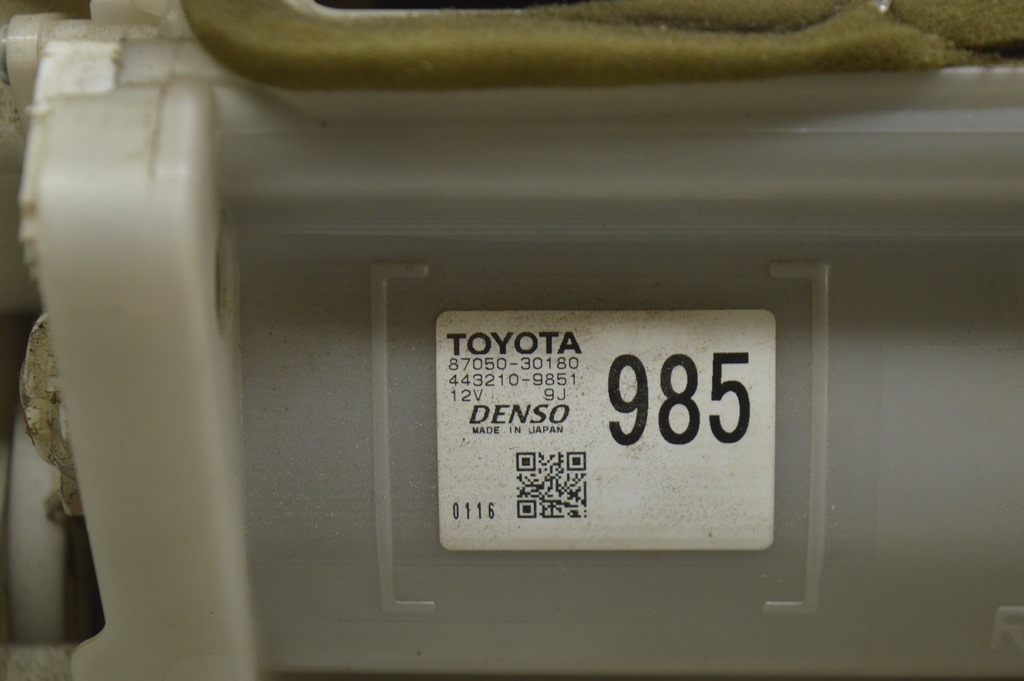 TOYOTA
87050-30180
443210-9851
12V 9J
DENSO
MADE IN JAPAN
985
0116